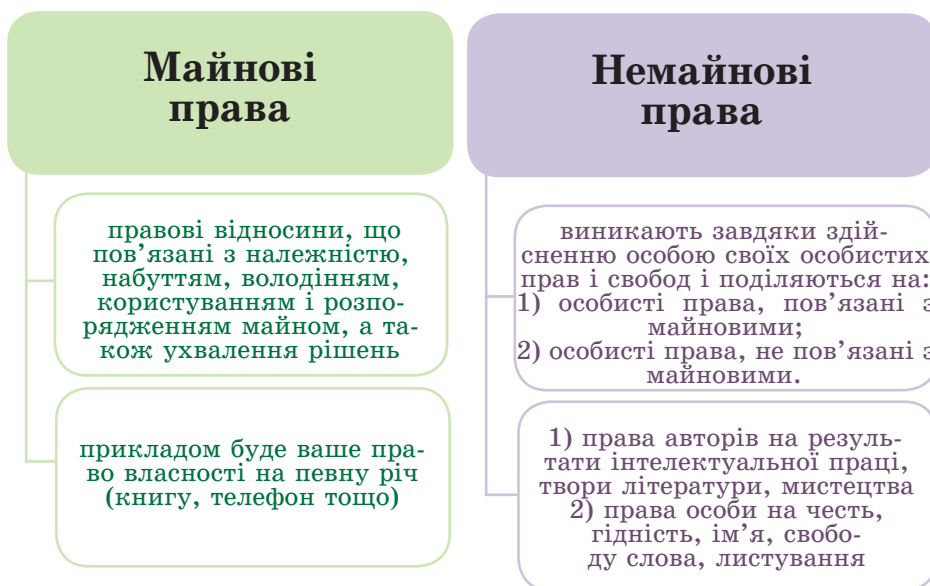 Майнові
права
правові відносини, що
пов’язані з належністю,
набуттям, володінням,
користуванням і розпо-
рядженням майном, а та-
кож ухвалення рішень
прикладом буде ваше пра-
во власності на певну річ
(книгу, телефон тощо)
Немайнові
права
виникають завдяки здій-
сненню особою своїх особистих
прав і свобод і поділяються на:
1) особисті права, пов’язані з
майновими;
2) особисті права, не пов’язані з
майновими.
1) права авторів на резуль-
тати інтелектуальної праці,
твори літератури, мистецтва
2) права особи на честь,
гідність, ім’я, свобо-
ду слова, листування